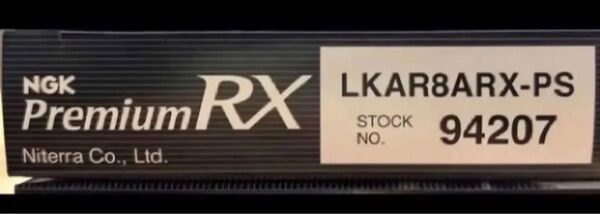 NGK
Premium RX
Niterra Co., Ltd.
LKAR8ARX-PS
STOCK
NO. 94207